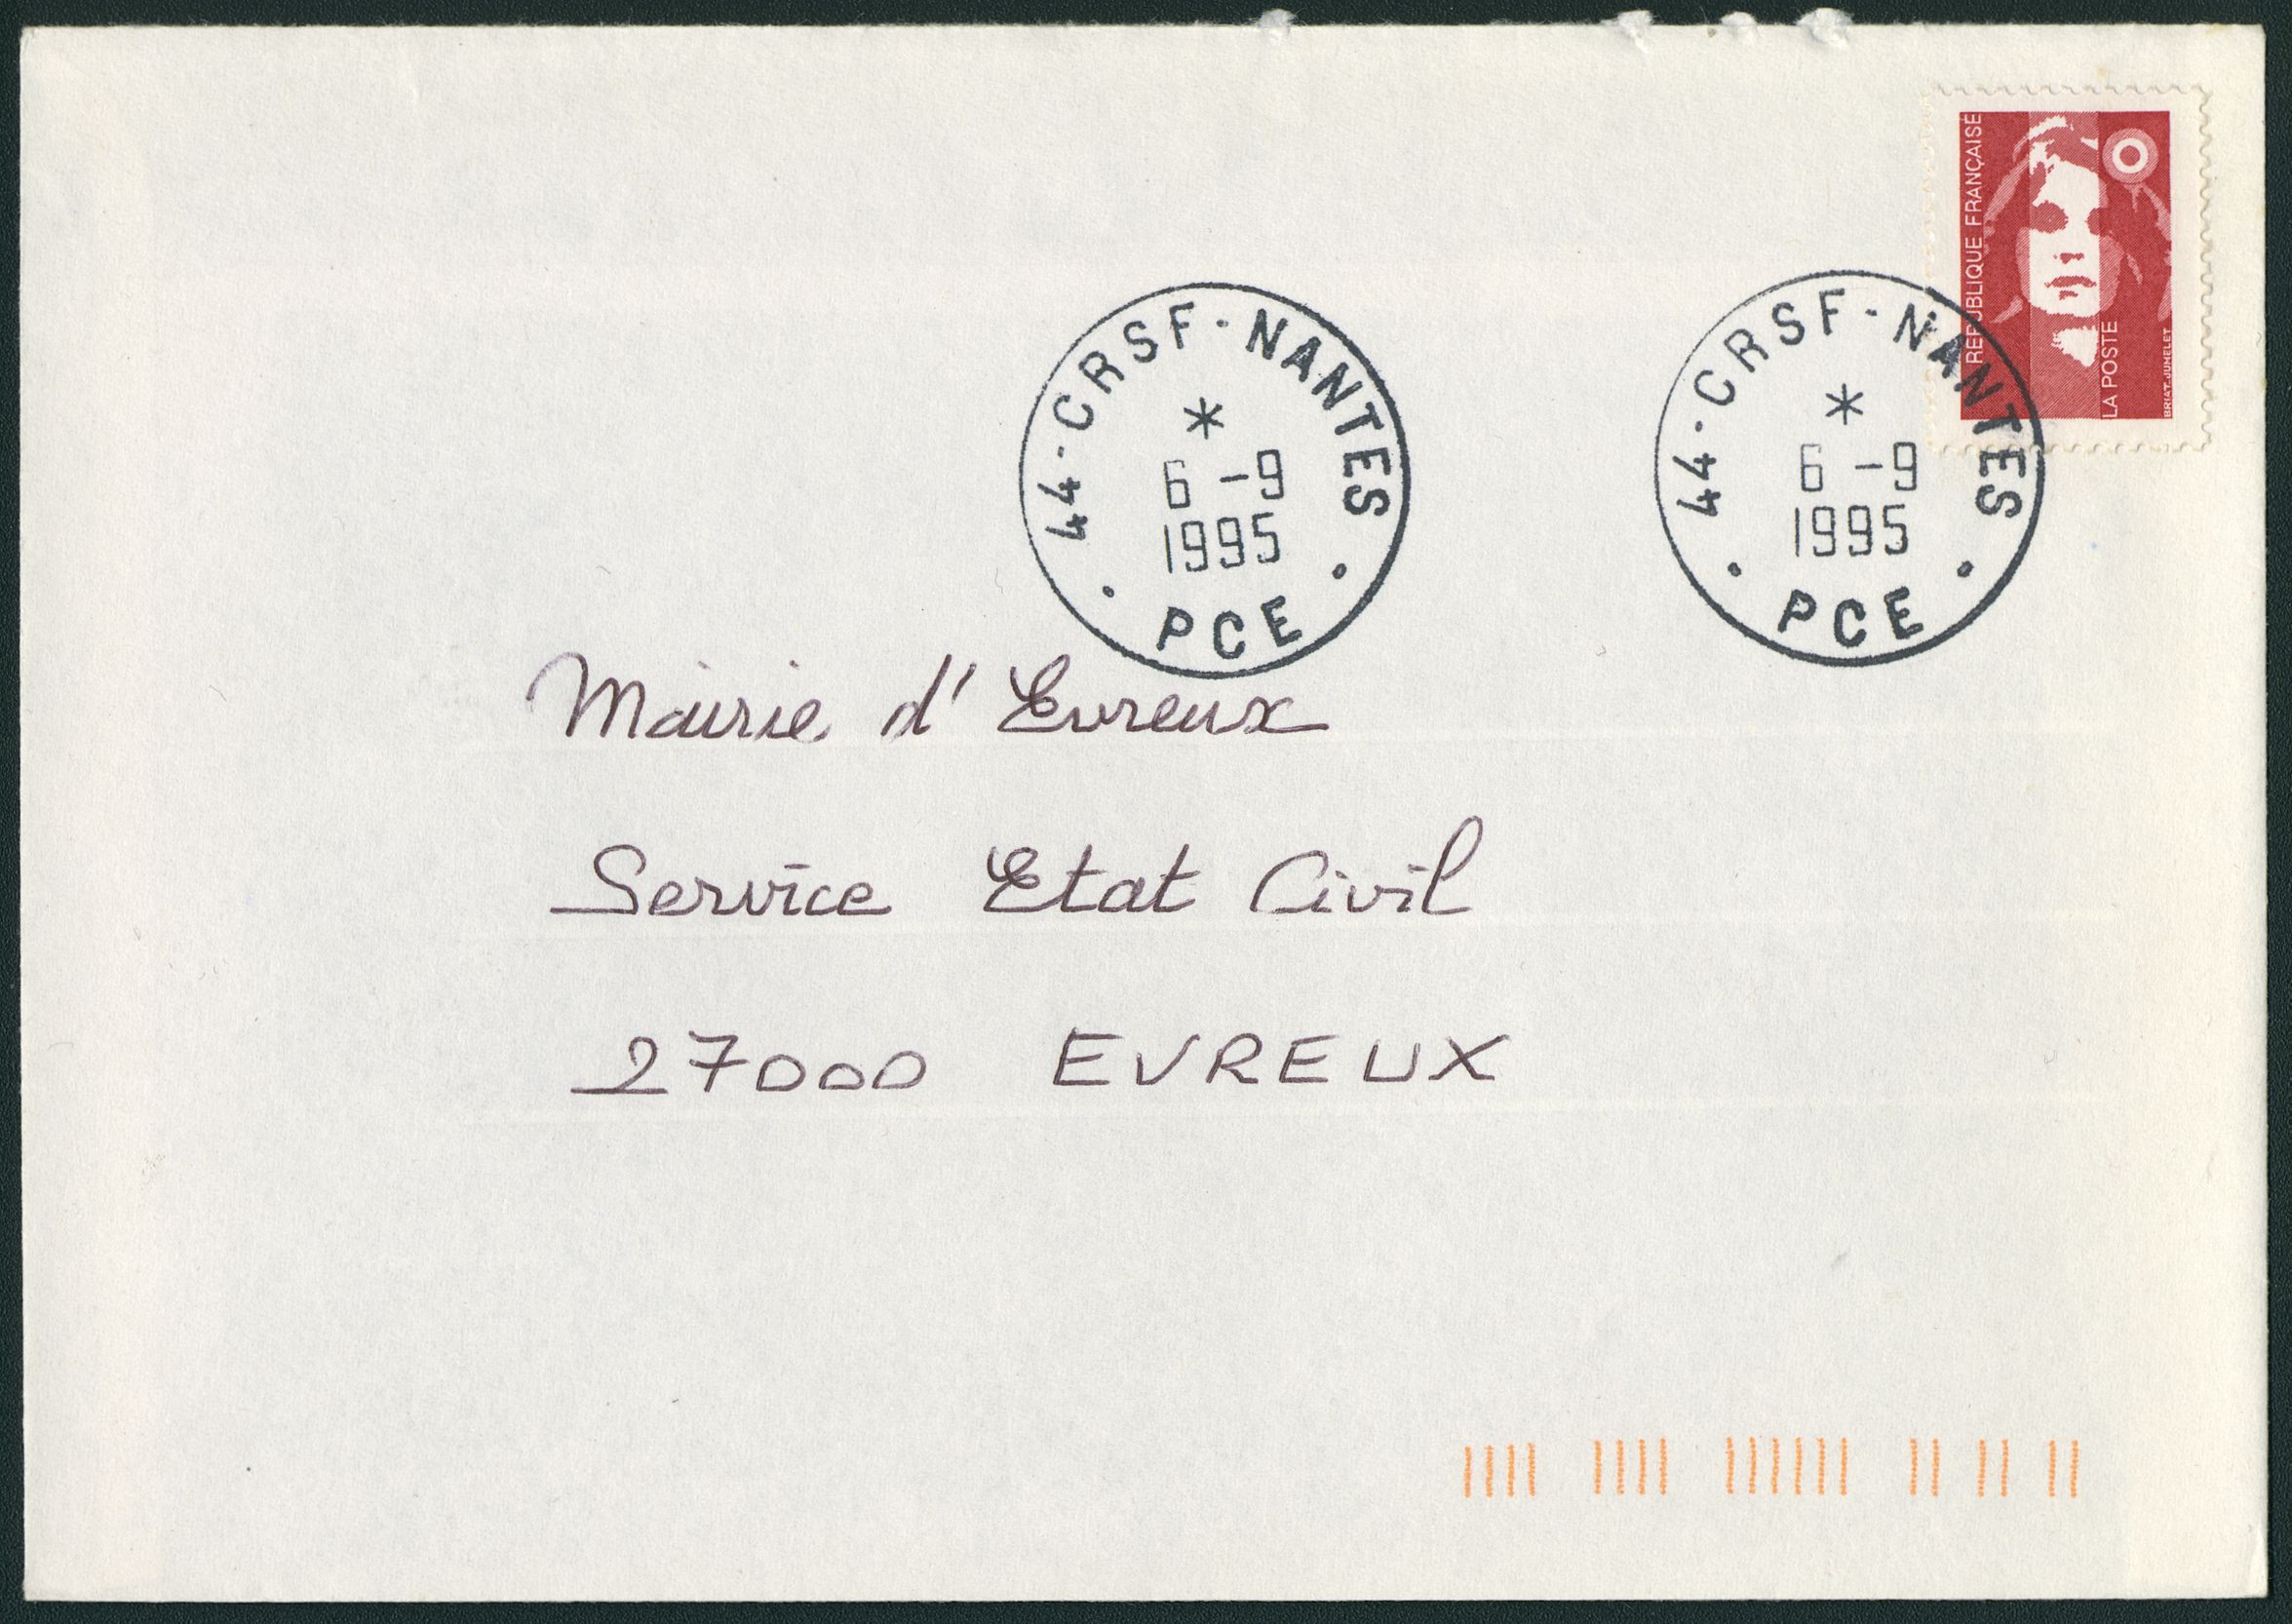 REPUBLIQUE FRANÇAISE
LA POSTE
BRIAT. JUMELET
44-CRSF-NANTES
*
6 -9
1995
PCE
44-CRSF-NANTES
*
6 -9
1995
PCE
Mairie d'Evreux
Service Etat Civil
27000 EVREUX